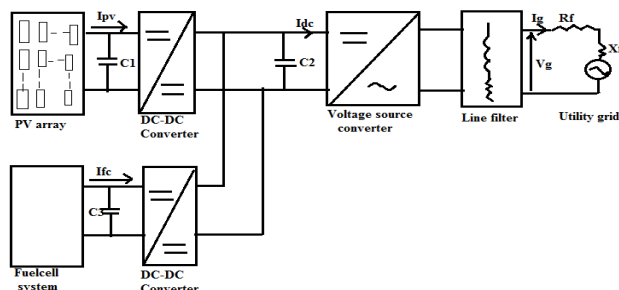 Ipv
Idc
Ig
Rf
C1
C2
Vg
PV array
DC-DC
Converter
Voltage source
converter
Line filter
Utility grid
Ifc
C3
Fuelcell
system
DC-DC
Converter